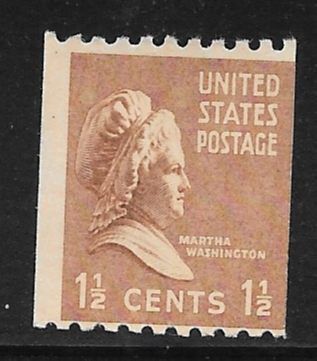 UNITED
STATES
POSTAGE
MARTHA
WASHINGTON
1½ CENTS 1½